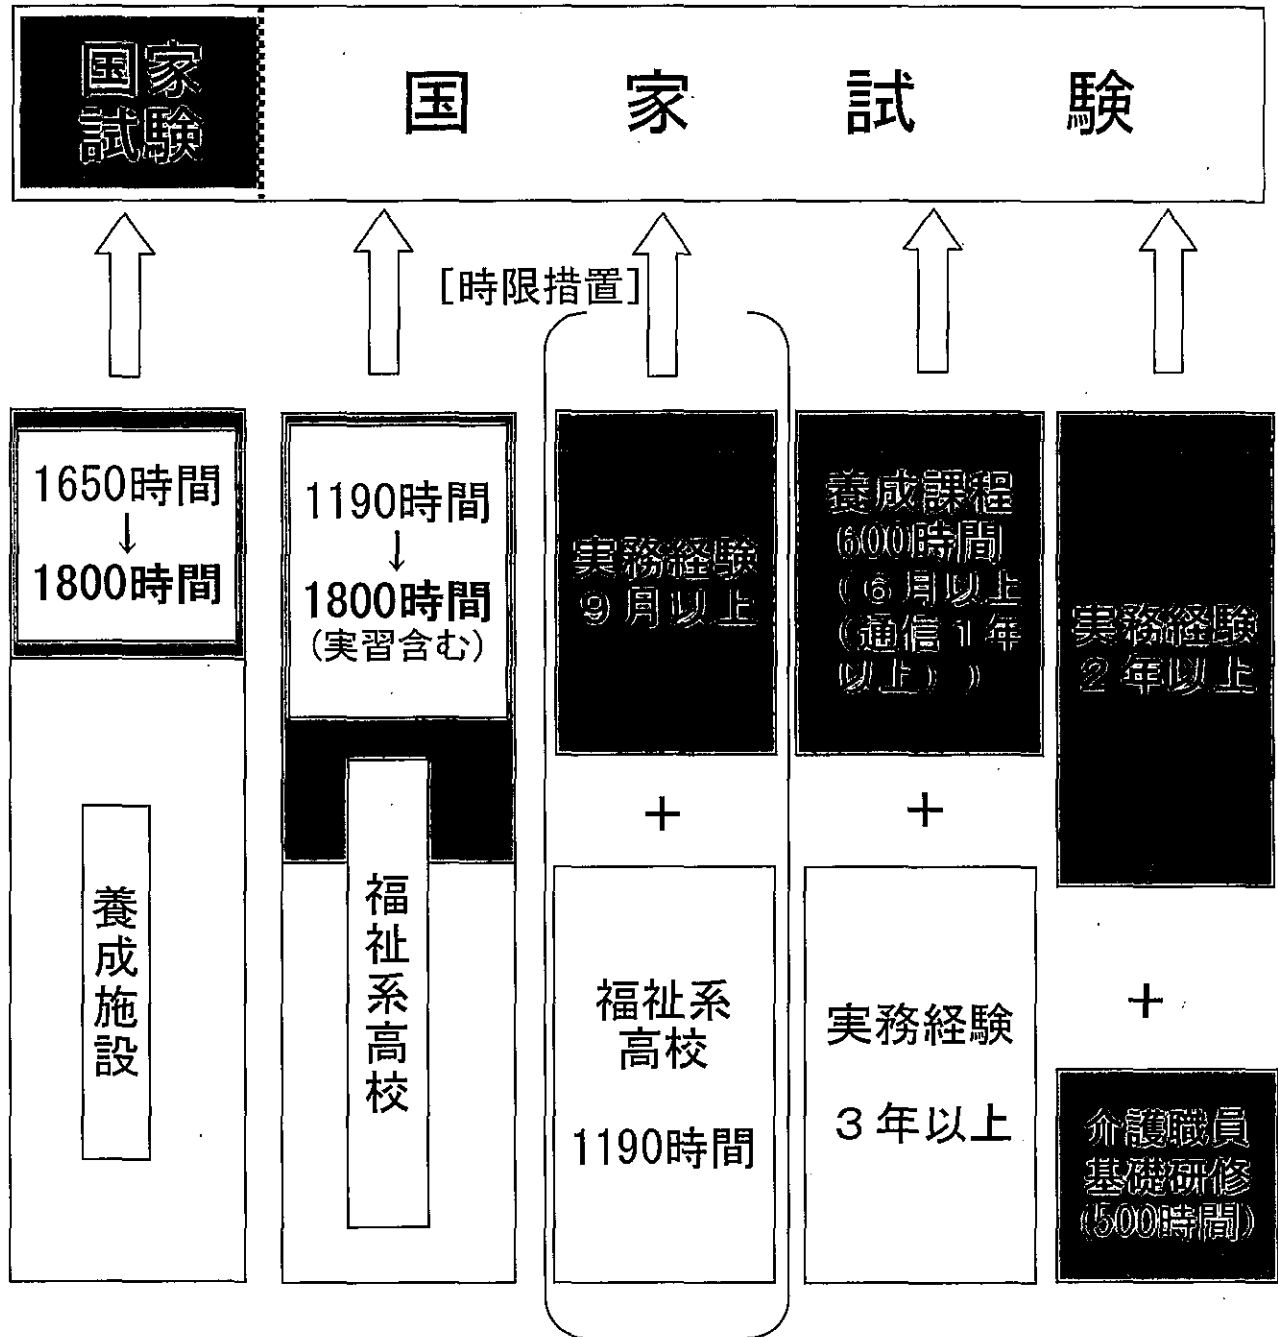 国家
試験
国家試験
[時限措置]
1650時間
↓
1800時間
養成施設
1190時間
↓
1800時間
(実習含む)
福祉系高校
実務経験
９月以上
+
福祉系
高校
1190時間
養成課程
600時間
(６月以上
(通信１年
以上))
+
実務経験
３年以上
実務経験
２年以上
+
介護職員
基礎研修
(500時間)